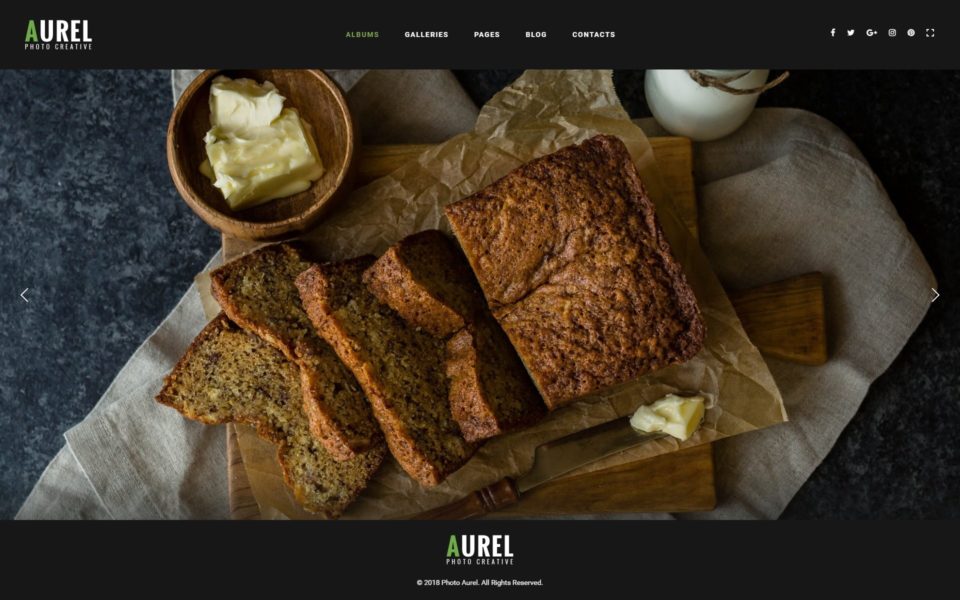 AUREL
PHOTO CREATIVE
ALBUMS GALLERIES PAGES BLOG CONTACTS
AUREL
PHOTO CREATIVE
© 2018 Photo Aurel. All Rights Reserved.